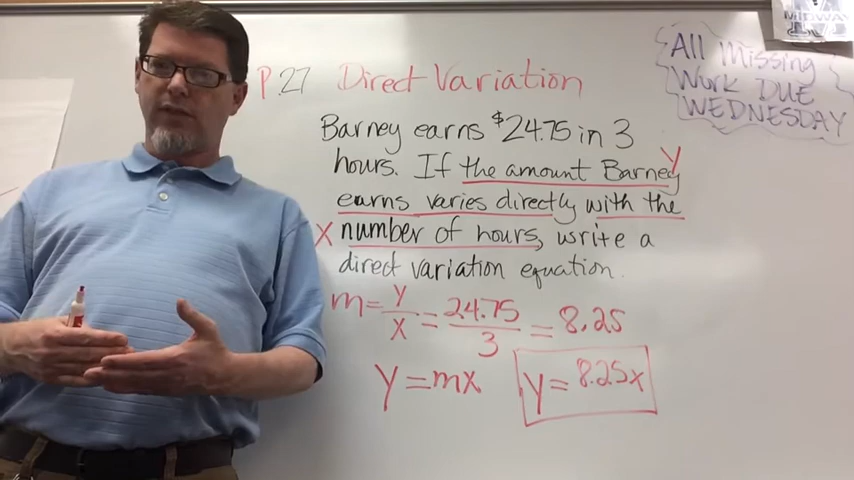 P.27 Direct Variation
Barney earns $24.75 in 3
hours. If the amount Barney
y
earns varies directly with the
x number of hours, write a
direct variation equation.
m = y/x = 24.75/3 = 8.25
y = mx
y = 8.25x
All Missing
Work DUE
WEDNESDAY
MIDWAY